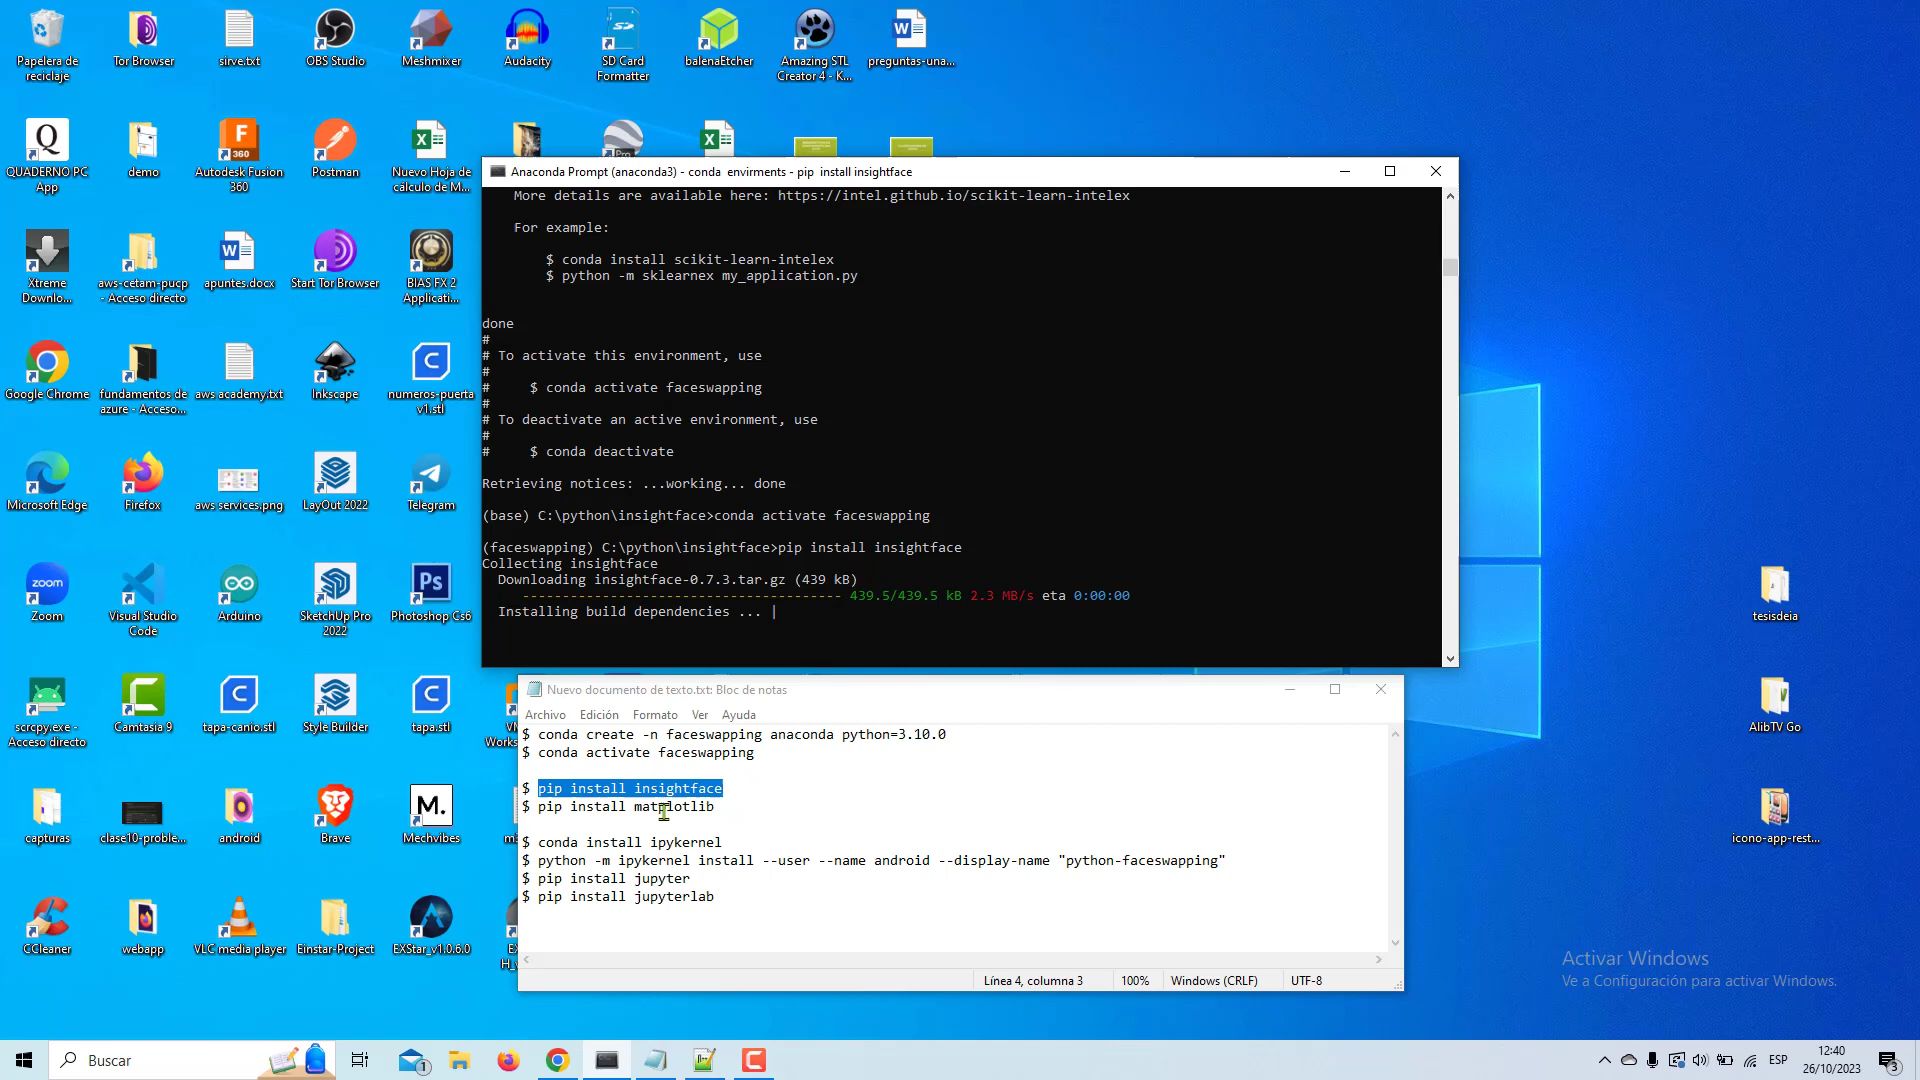 Papelera de
reciclaje
Tor Browser
sirve.txt
OBS Studio
Meshmixer
Audacity
SD Card
Formatter
balenaEtcher
Amazing STL
Creator 4 - K...
preguntas-una...
QUADERNO PC
App
demo
Autodesk Fusion
360
Postman
Nuevo Hoja de
cálculo de M...
Xtreme
Downlo...
aws-cetam-pucp
- Acceso directo
apuntes.docx
Start Tor Browser
BIAS FX 2
Applicati...
Google Chrome
fundamentos de
azure - Acceso...
aws academy.txt
Inkscape
numeros-puerta
v1.stl
Microsoft Edge
Firefox
aws services.png
LayOut 2022
Telegram
Zoom
Visual Studio
Code
Arduino
SketchUp Pro
2022
Photoshop Cs6
scrcpy.exe -
Acceso directo
Camtasia 9
tapa-canio.stl
Style Builder
tapa.stl
capturas
clase10-proble...
android
Brave
Mechvibes
CCleaner
webapp
VLC media player
Einstar-Project
EXStar_v1.0.6.0
Anaconda Prompt (anaconda3) - conda  envirments - pip  install insightface
More details are available here: https://intel.github.io/scikit-learn-intelex
For example:
$ conda install scikit-learn-intelex
$ python -m sklearnex my_application.py
done
#
# To activate this environment, use
#
#     $ conda activate faceswapping
#
# To deactivate an active environment, use
#
#     $ conda deactivate
Retrieving notices: ...working... done
(base) C:\python\insightface>conda activate faceswapping
(faceswapping) C:\python\insightface>pip install insightface
Collecting insightface
Downloading insightface-0.7.3.tar.gz (439 kB)
---------------------------------------- 439.5/439.5 kB 2.3 MB/s eta 0:00:00
Installing build dependencies ... |
Nuevo documento de texto.txt: Bloc de notas
Archivo Edición Formato Ver Ayuda
$ conda create -n faceswapping anaconda python=3.10.0
$ conda activate faceswapping
$ pip install insightface
$ pip install matplotlib
$ conda install ipykernel
$ python -m ipykernel install --user --name android --display-name "python-faceswapping"
$ pip install jupyter
$ pip install jupyterlab
Línea 4, columna 3 100% Windows (CRLF) UTF-8
tesisdeia
AlibTV Go
icono-app-rest...
Activar Windows
Ve a Configuración para activar Windows.
Buscar
ESP
12:40
26/10/2023